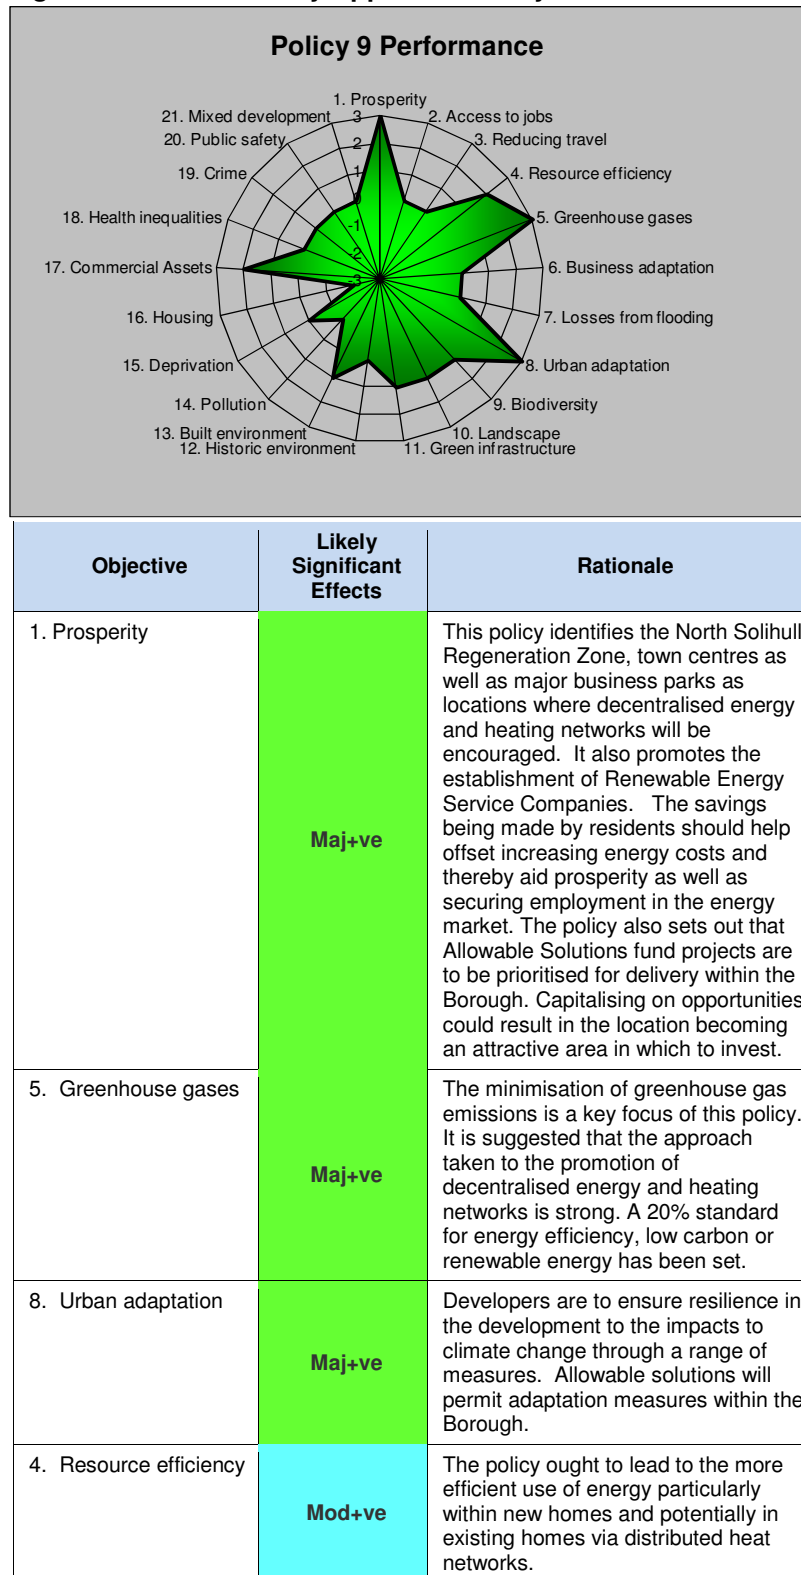 Policy 9 Performance
1. Prosperity
2. Access to jobs
3. Reducing travel
4. Resource efficiency
5. Greenhouse gases
6. Business adaptation
7. Losses from flooding
8. Urban adaptation
9. Biodiversity
10. Landscape
11. Green infrastructure
12. Historic environment
13. Built environment
14. Pollution
15. Deprivation
16. Housing
17. Commercial Assets
18. Health inequalities
19. Crime
20. Public safety
21. Mixed development
3
2
1
0
-1
-2
-3
Objective
Likely
Significant
Effects
Rationale
1. Prosperity
Maj+ve
This policy identifies the North Solihull
Regeneration Zone, town centres as
well as major business parks as
locations where decentralised energy
and heating networks will be
encouraged. It also promotes the
establishment of Renewable Energy
Service Companies. The savings
being made by residents should help
offset increasing energy costs and
thereby aid prosperity as well as
securing employment in the energy
market. The policy also sets out that
Allowable Solutions fund projects are
to be prioritised for delivery within the
Borough. Capitalising on opportunities
could result in the location becoming
an attractive area in which to invest.
5. Greenhouse gases
Maj+ve
The minimisation of greenhouse gas
emissions is a key focus of this policy.
It is suggested that the approach
taken to the promotion of
decentralised energy and heating
networks is strong. A 20% standard
for energy efficiency, low carbon or
renewable energy has been set.
8. Urban adaptation
Maj+ve
Developers are to ensure resilience in
the development to the impacts to
climate change through a range of
measures. Allowable solutions will
permit adaptation measures within the
Borough.
4. Resource efficiency
Mod+ve
The policy ought to lead to the more
efficient use of energy particularly
within new homes and potentially in
existing homes via distributed heat
networks.